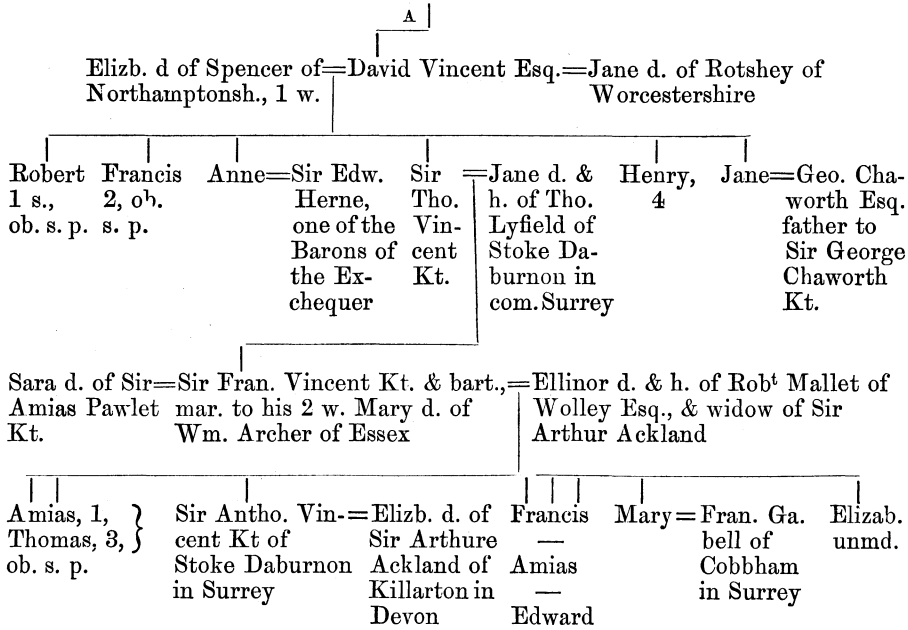 A
Elizb. d of Spencer of=David Vincent Esq.=Jane d. of Rotshey of
Northamptonsh., 1 w.
Worcestershire
Robert
1 s.,
ob. s. p.
Francis
2, ob.
s. p.
Anne=Sir Edw.
Herne,
one of the
Barons of
the Ex-
chequer
Sir
Tho.
Vin-
cent
Kt.
=Jane d. &
h. of Tho.
Lyfield of
Stoke Da-
burnon in
com. Surrey
Henry,
4
Jane=Geo. Cha-
worth Esq.
father to
Sir George
Chaworth
Kt.
Sara d. of Sir=Sir Fran. Vincent Kt. & bart.,=Ellinor d. & h. of Robt Mallet of
Amias Pawlet
Kt.
mar. to his 2 w. Mary d. of
Wm. Archer of Essex
Wolley Esq., & widow of Sir
Arthur Ackland
Amias, 1,
Thomas, 3, }
ob. s. p.
Sir Antho. Vin-=Elizb. d. of
cent Kt of
Stoke Daburnon
in Surrey
Sir Arthure
Ackland of
Killarton in
Devon
Francis
—
Amias
—
Edward
Mary=Fran. Ga.
bell of
Cobbham
in Surrey
Elizab.
unmd.